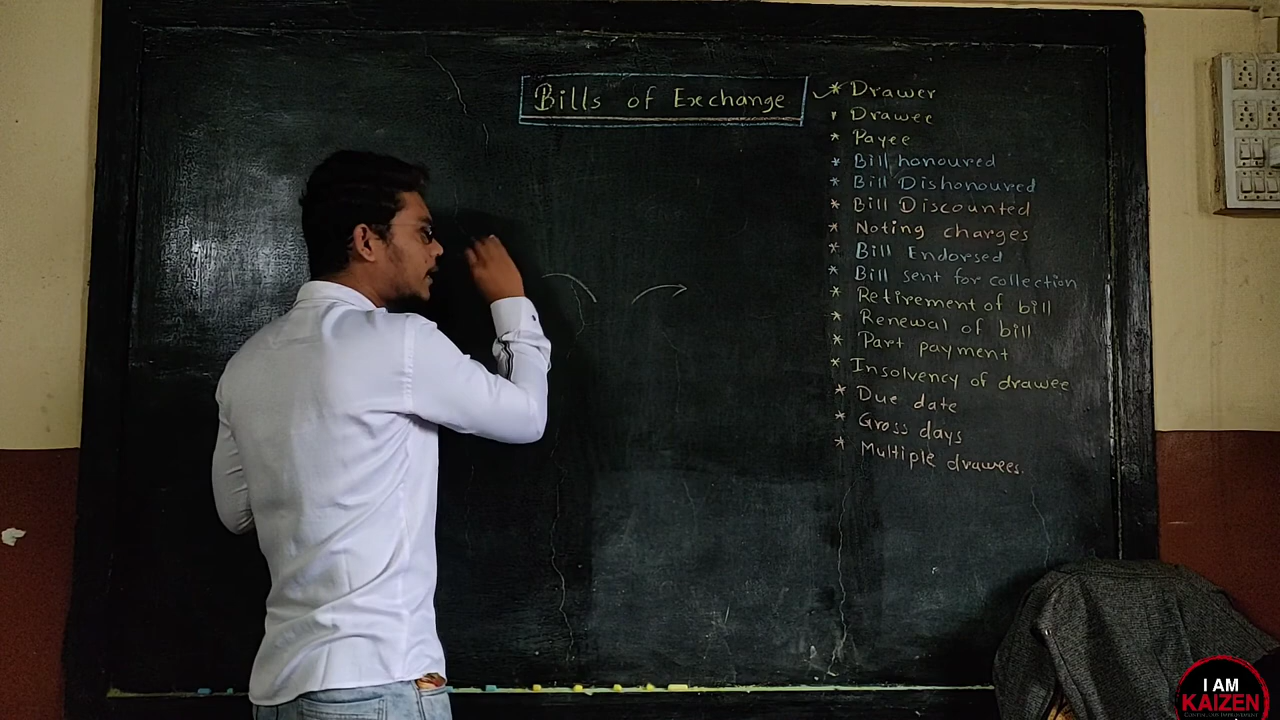 Bills of Exchange
* Drawer
* Drawee
* Payee
* Bill honoured
* Bill Dishonoured
* Bill Discounted
* Noting charges
* Bill Endorsed
* Bill sent for collection
* Retirement of bill
* Renewal of bill
* Part payment
* Insolvency of drawee
* Due date
* Gross days
* Multiple drawees.
I AM
KAIZEN